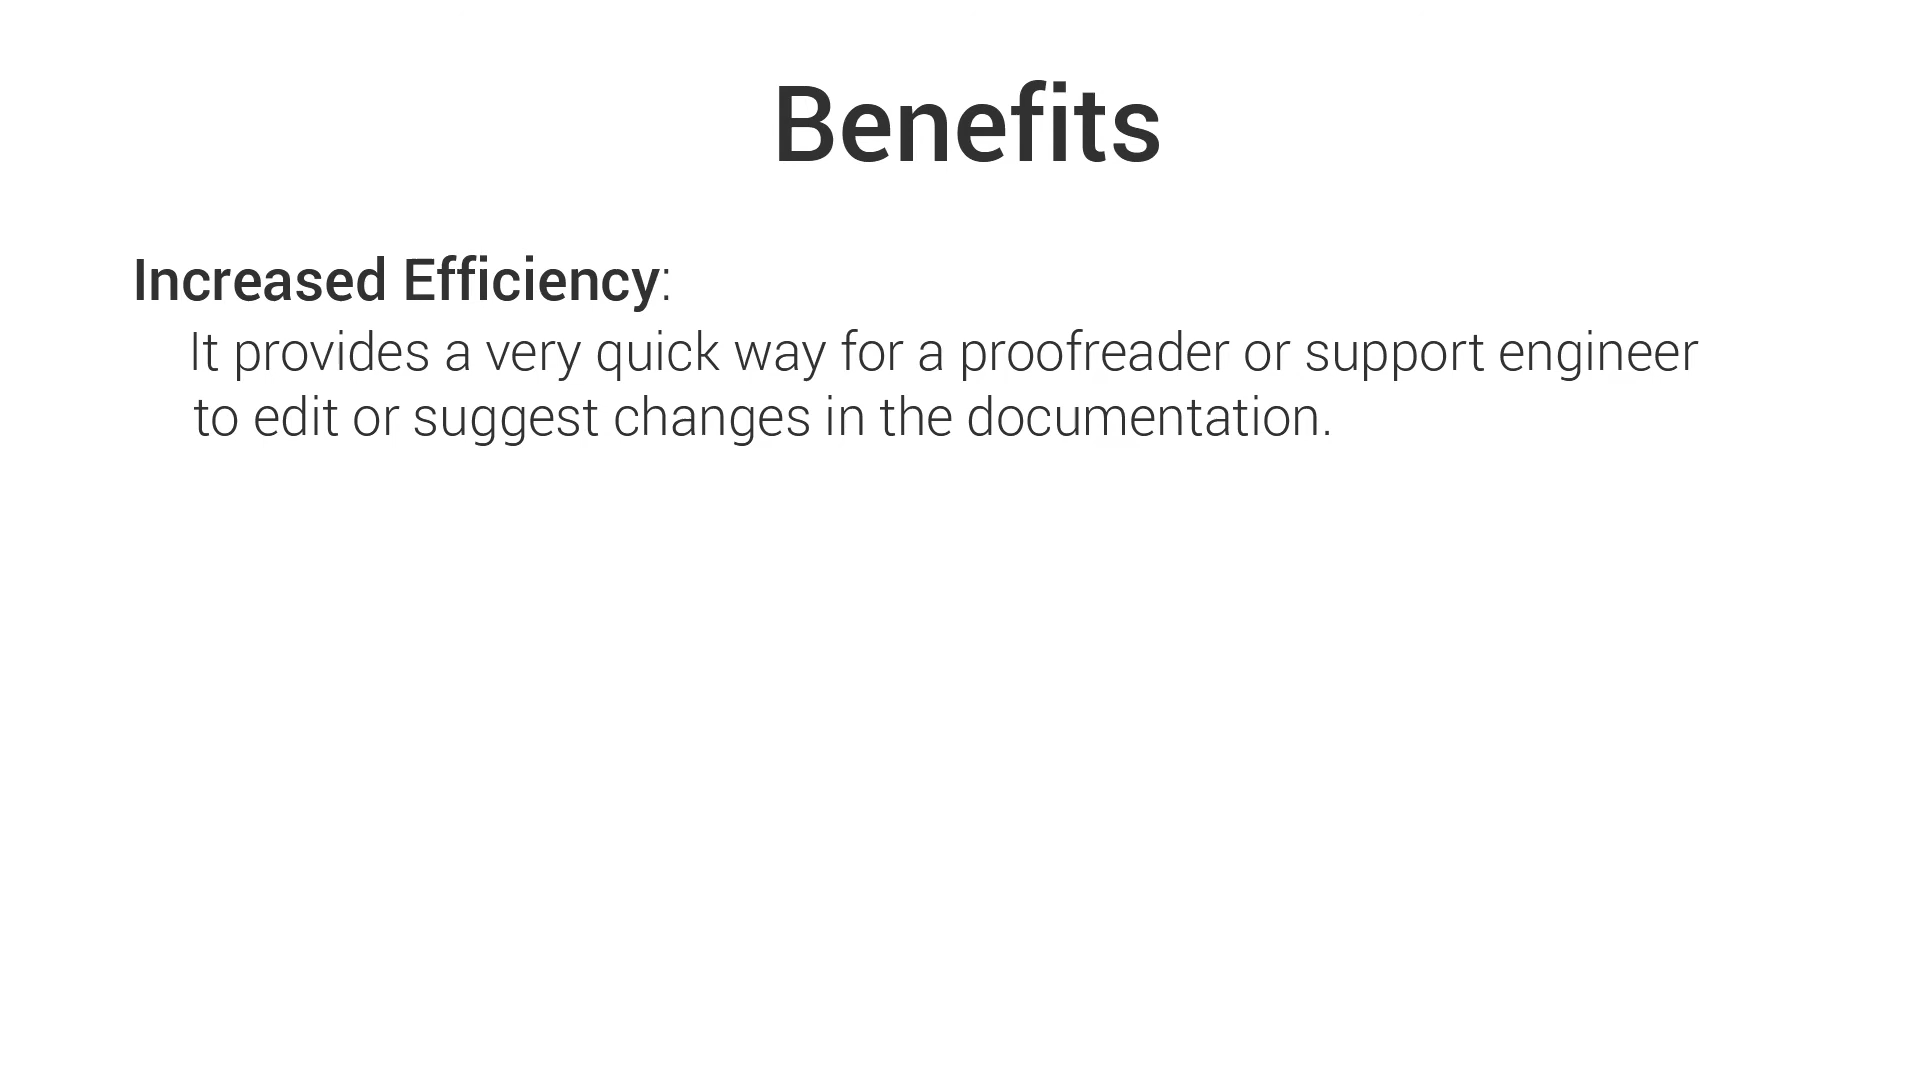 Benefits
Increased Efficiency:
It provides a very quick way for a proofreader or support engineer
to edit or suggest changes in the documentation.